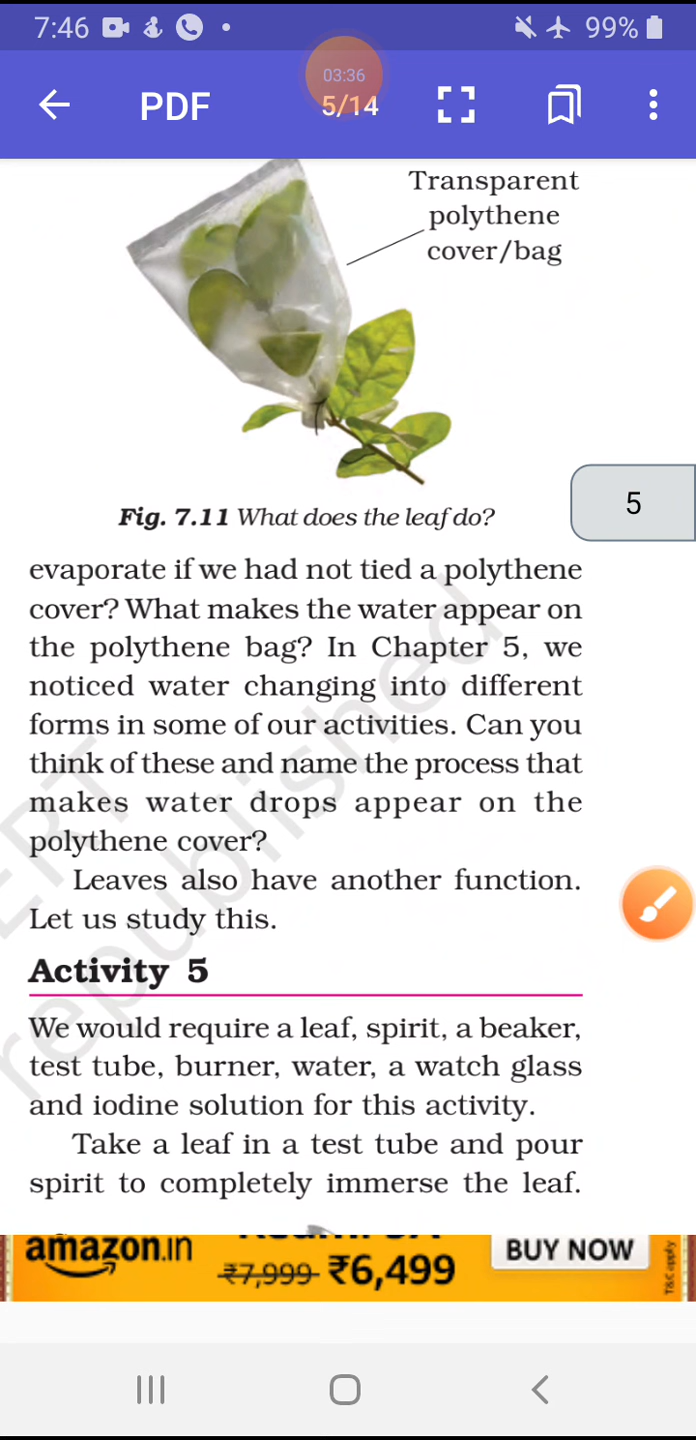 7:46
99%
03:36
PDF
5/14
Transparent
polythene
cover/bag
Fig. 7.11 What does the leaf do?
5
evaporate if we had not tied a polythene
cover? What makes the water appear on
the polythene bag? In Chapter 5, we
noticed water changing into different
forms in some of our activities. Can you
think of these and name the process that
makes water drops appear on the
polythene cover?
Leaves also have another function.
Let us study this.
Activity 5
We would require a leaf, spirit, a beaker,
test tube, burner, water, a watch glass
and iodine solution for this activity.
Take a leaf in a test tube and pour
spirit to completely immerse the leaf.
republished
amazon.in
₹7,999 ₹6,499
BUY NOW
T&C apply